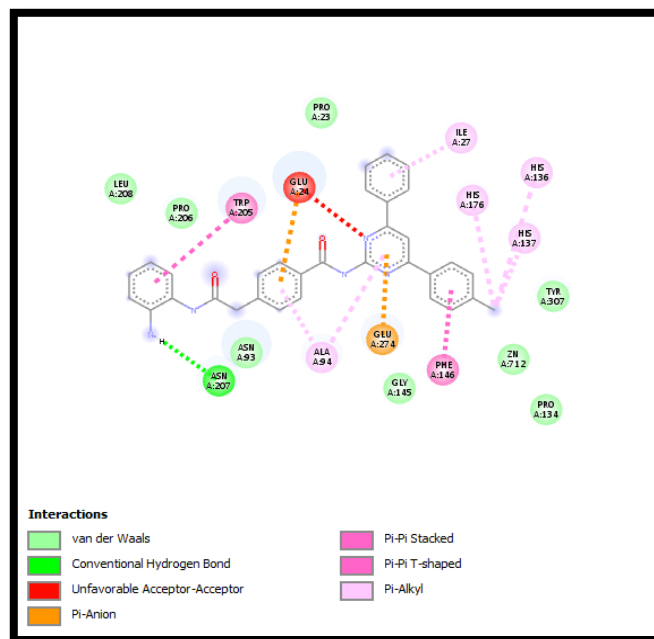 PRO
A:23
ILE
A:27
HIS
A:136
LEU
A:208
PRO
A:206
TRP
A:205
GLU
A:24
HIS
A:176
HIS
A:137
N
O
O
N
N
N
TYR
A:307
H
ASN
A:207
ASN
A:93
ALA
A:94
GLU
A:274
GLY
A:145
PHE
A:146
ZN
A:712
PRO
A:134
Interactions
van der Waals
Conventional Hydrogen Bond
Unfavorable Acceptor-Acceptor
Pi-Anion
Pi-Pi Stacked
Pi-Pi T-shaped
Pi-Alkyl